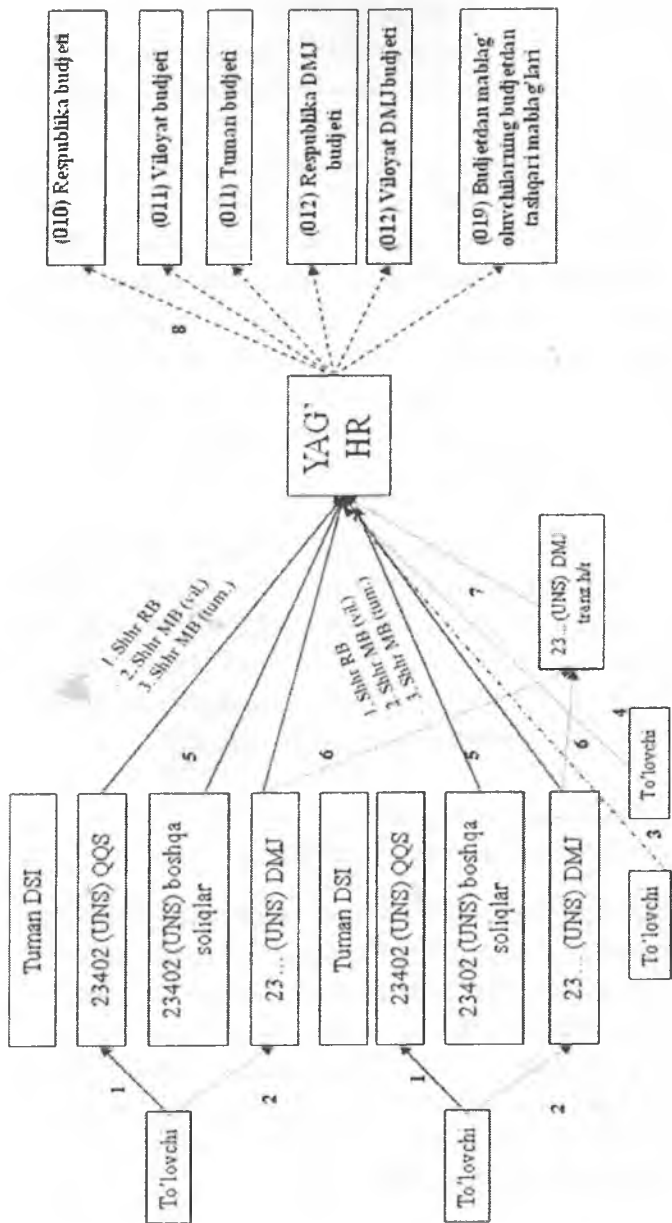 To'lovchi
1
2
Tuman DSI
23402 (UNS) QQS
23402 (UNS) boshqa
soliqlar
23... (UNS) DMJ
1. Shhr RB
2. Shhr MB (vil.)
3. Shhr MB (tum.)
5
6
To'lovchi
1
2
Tuman DSI
23402 (UNS) QQS
23402 (UNS) boshqa
soliqlar
23... (UNS) DMJ
1. Shhr RB
2. Shhr MB (vil.)
3. Shhr MB (tum.)
5
6
To'lovchi
3
To'lovchi
4
23... (UNS) DMJ
tranz h/r
7
YAG'
HR
8
(010) Respublika budjeti
(011) Viloyat budjeti
(011) Tuman budjeti
(012) Respublika DMJ
budjeti
(012) Viloyat DMJ budjeti
(019) Budjetdan mablag'
oluvchilarning budjetdan
tashqari mablag'lari